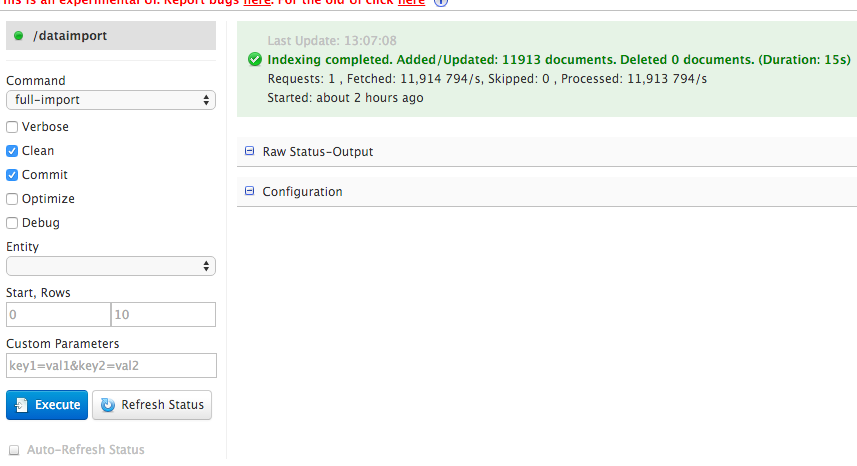 This is an experimental UI. Report bugs here. For the old UI click here
/dataimport
Command
full-import
Verbose
Clean
Commit
Optimize
Debug
Entity
Start, Rows
0 10
Custom Parameters
key1=val1&key2=val2
Execute Refresh Status
Auto-Refresh Status
Last Update: 13:07:08
Indexing completed. Added/Updated: 11913 documents. Deleted 0 documents. (Duration: 15s)
Requests: 1 , Fetched: 11,914 794/s, Skipped: 0 , Processed: 11,913 794/s
Started: about 2 hours ago
Raw Status-Output
Configuration